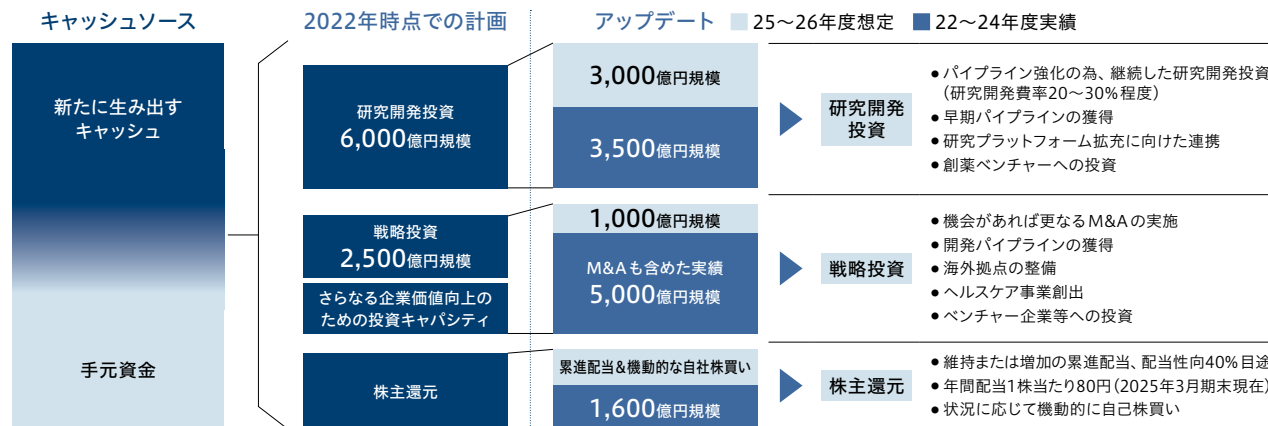 キャッシュソース
2022年時点での計画
アップデート
25～26年度想定
22～24年度実績
新たに生み出す
キャッシュ
手元資金
研究開発投資
6,000億円規模
戦略投資
2,500億円規模
さらなる企業価値向上の
ための投資キャパシティ
株主還元
3,000億円規模
3,500億円規模
1,000億円規模
M&Aも含めた実績
5,000億円規模
累進配当＆機動的な自社株買い
1,600億円規模
研究開発
投資
●パイプライン強化の為、継続した研究開発投資
（研究開発費率20～30％程度）
●早期パイプラインの獲得
●研究プラットフォーム拡充に向けた連携
●創薬ベンチャーへの投資
戦略投資
●機会があれば更なるM&Aの実施
●開発パイプラインの獲得
●海外拠点の整備
●ヘルスケア事業創出
●ベンチャー企業等への投資
株主還元
●維持または増加の累進配当、配当性向40％目途
●年間配当1株当たり80円（2025年3月期末現在）
●状況に応じて機動的に自己株買い